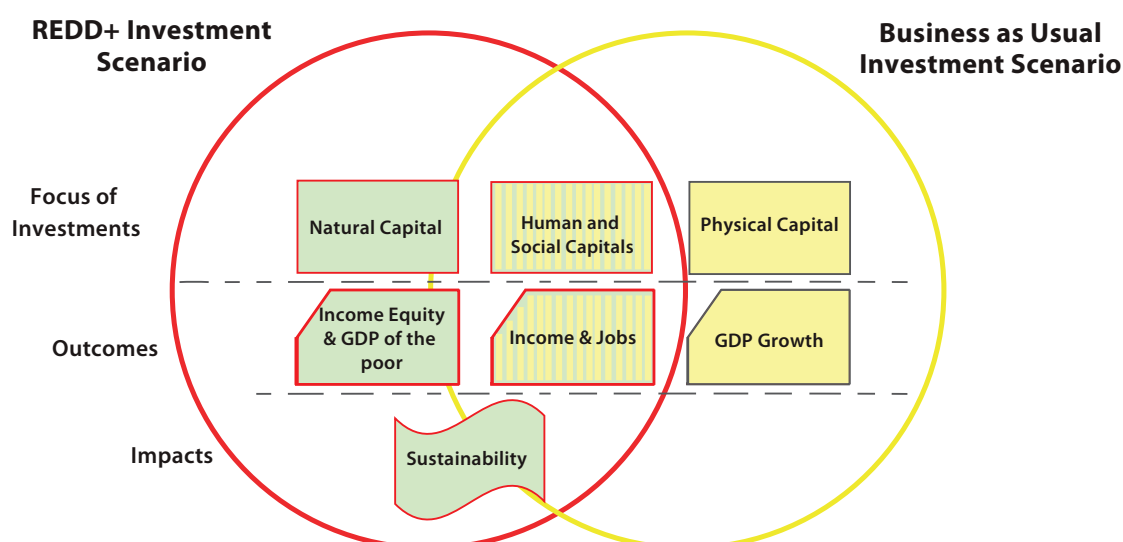 REDD+ Investment
Scenario
Business as Usual
Investment Scenario
Focus of
Investments
Natural Capital
Human and
Social Capitals
Physical Capital
Outcomes
Income Equity
& GDP of the
poor
Income & Jobs
GDP Growth
Impacts
Sustainability